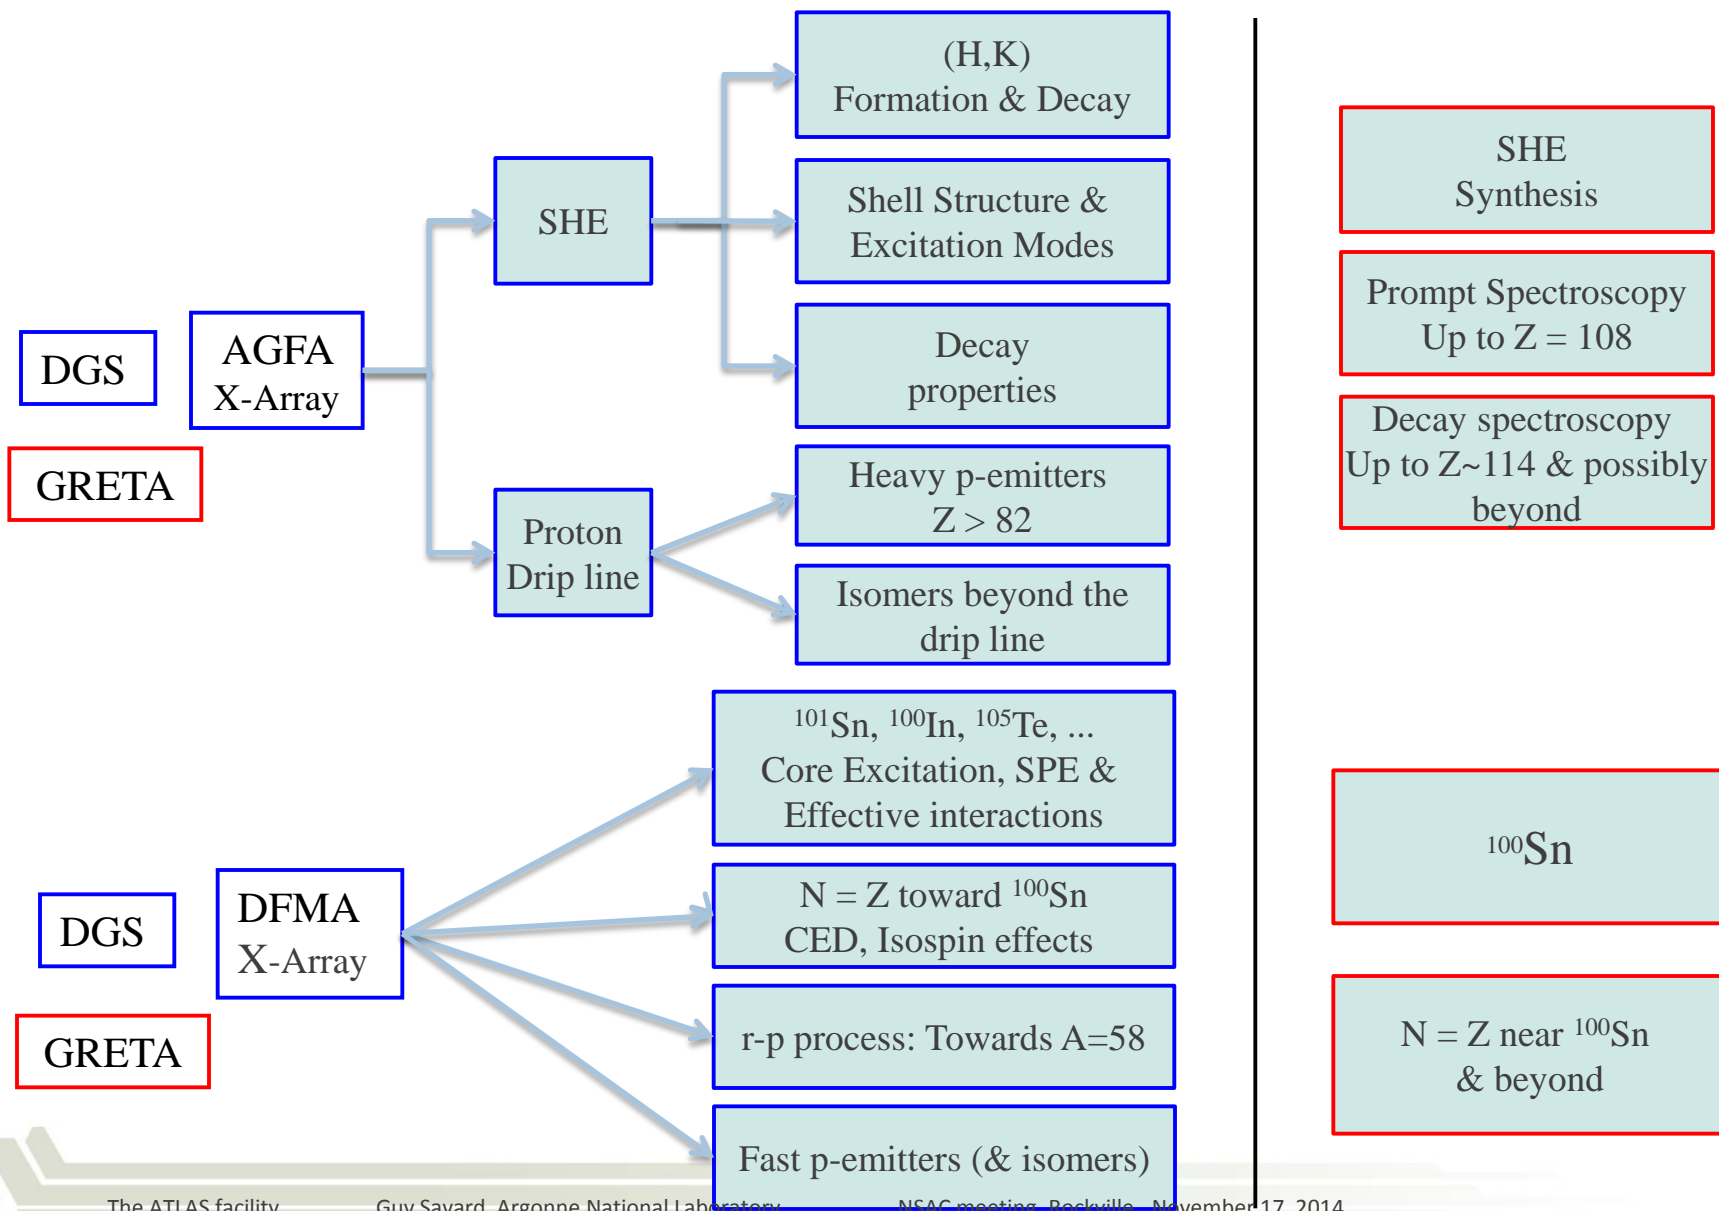 (H,K)
Formation & Decay
SHE
Shell Structure &
Excitation Modes
Decay
properties
DGS
AGFA
X-Array
GRETA
Proton
Drip line
Heavy p-emitters
Z > 82
Isomers beyond the
drip line
SHE
Synthesis
Prompt Spectroscopy
Up to Z = 108
Decay spectroscopy
Up to Z~114 & possibly
beyond
DGS
DFMA
X-Array
GRETA
¹⁰¹Sn, ¹⁰⁰In, ¹⁰⁵Te, ...
Core Excitation, SPE &
Effective interactions
N = Z toward ¹⁰⁰Sn
CED, Isospin effects
r-p process: Towards A=58
Fast p-emitters (& isomers)
¹⁰⁰Sn
N = Z near ¹⁰⁰Sn
& beyond
The ATLAS facility Guy Savard, Argonne National Laboratory NSAC meeting, Rockville, November 17, 2014